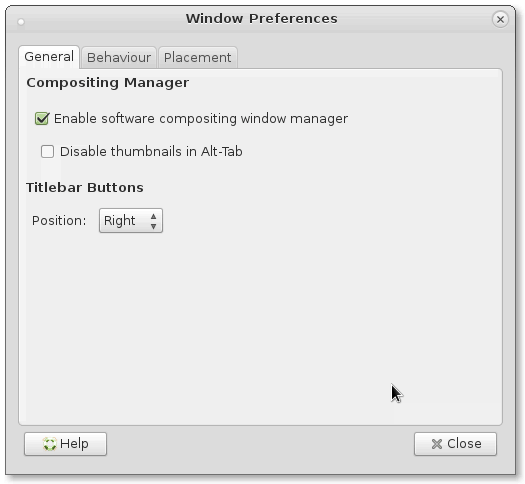 Window Preferences
General Behaviour Placement
Compositing Manager
Enable software compositing window manager
Disable thumbnails in Alt-Tab
Titlebar Buttons
Position: Right
Help Close